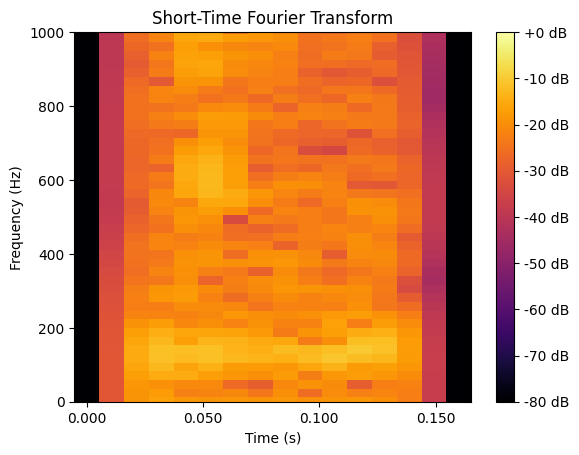 Short-Time Fourier Transform
Frequency (Hz)
1000
800
600
400
200
0
0.000
0.050
0.100
0.150
Time (s)
+0 dB
-10 dB
-20 dB
-30 dB
-40 dB
-50 dB
-60 dB
-70 dB
-80 dB